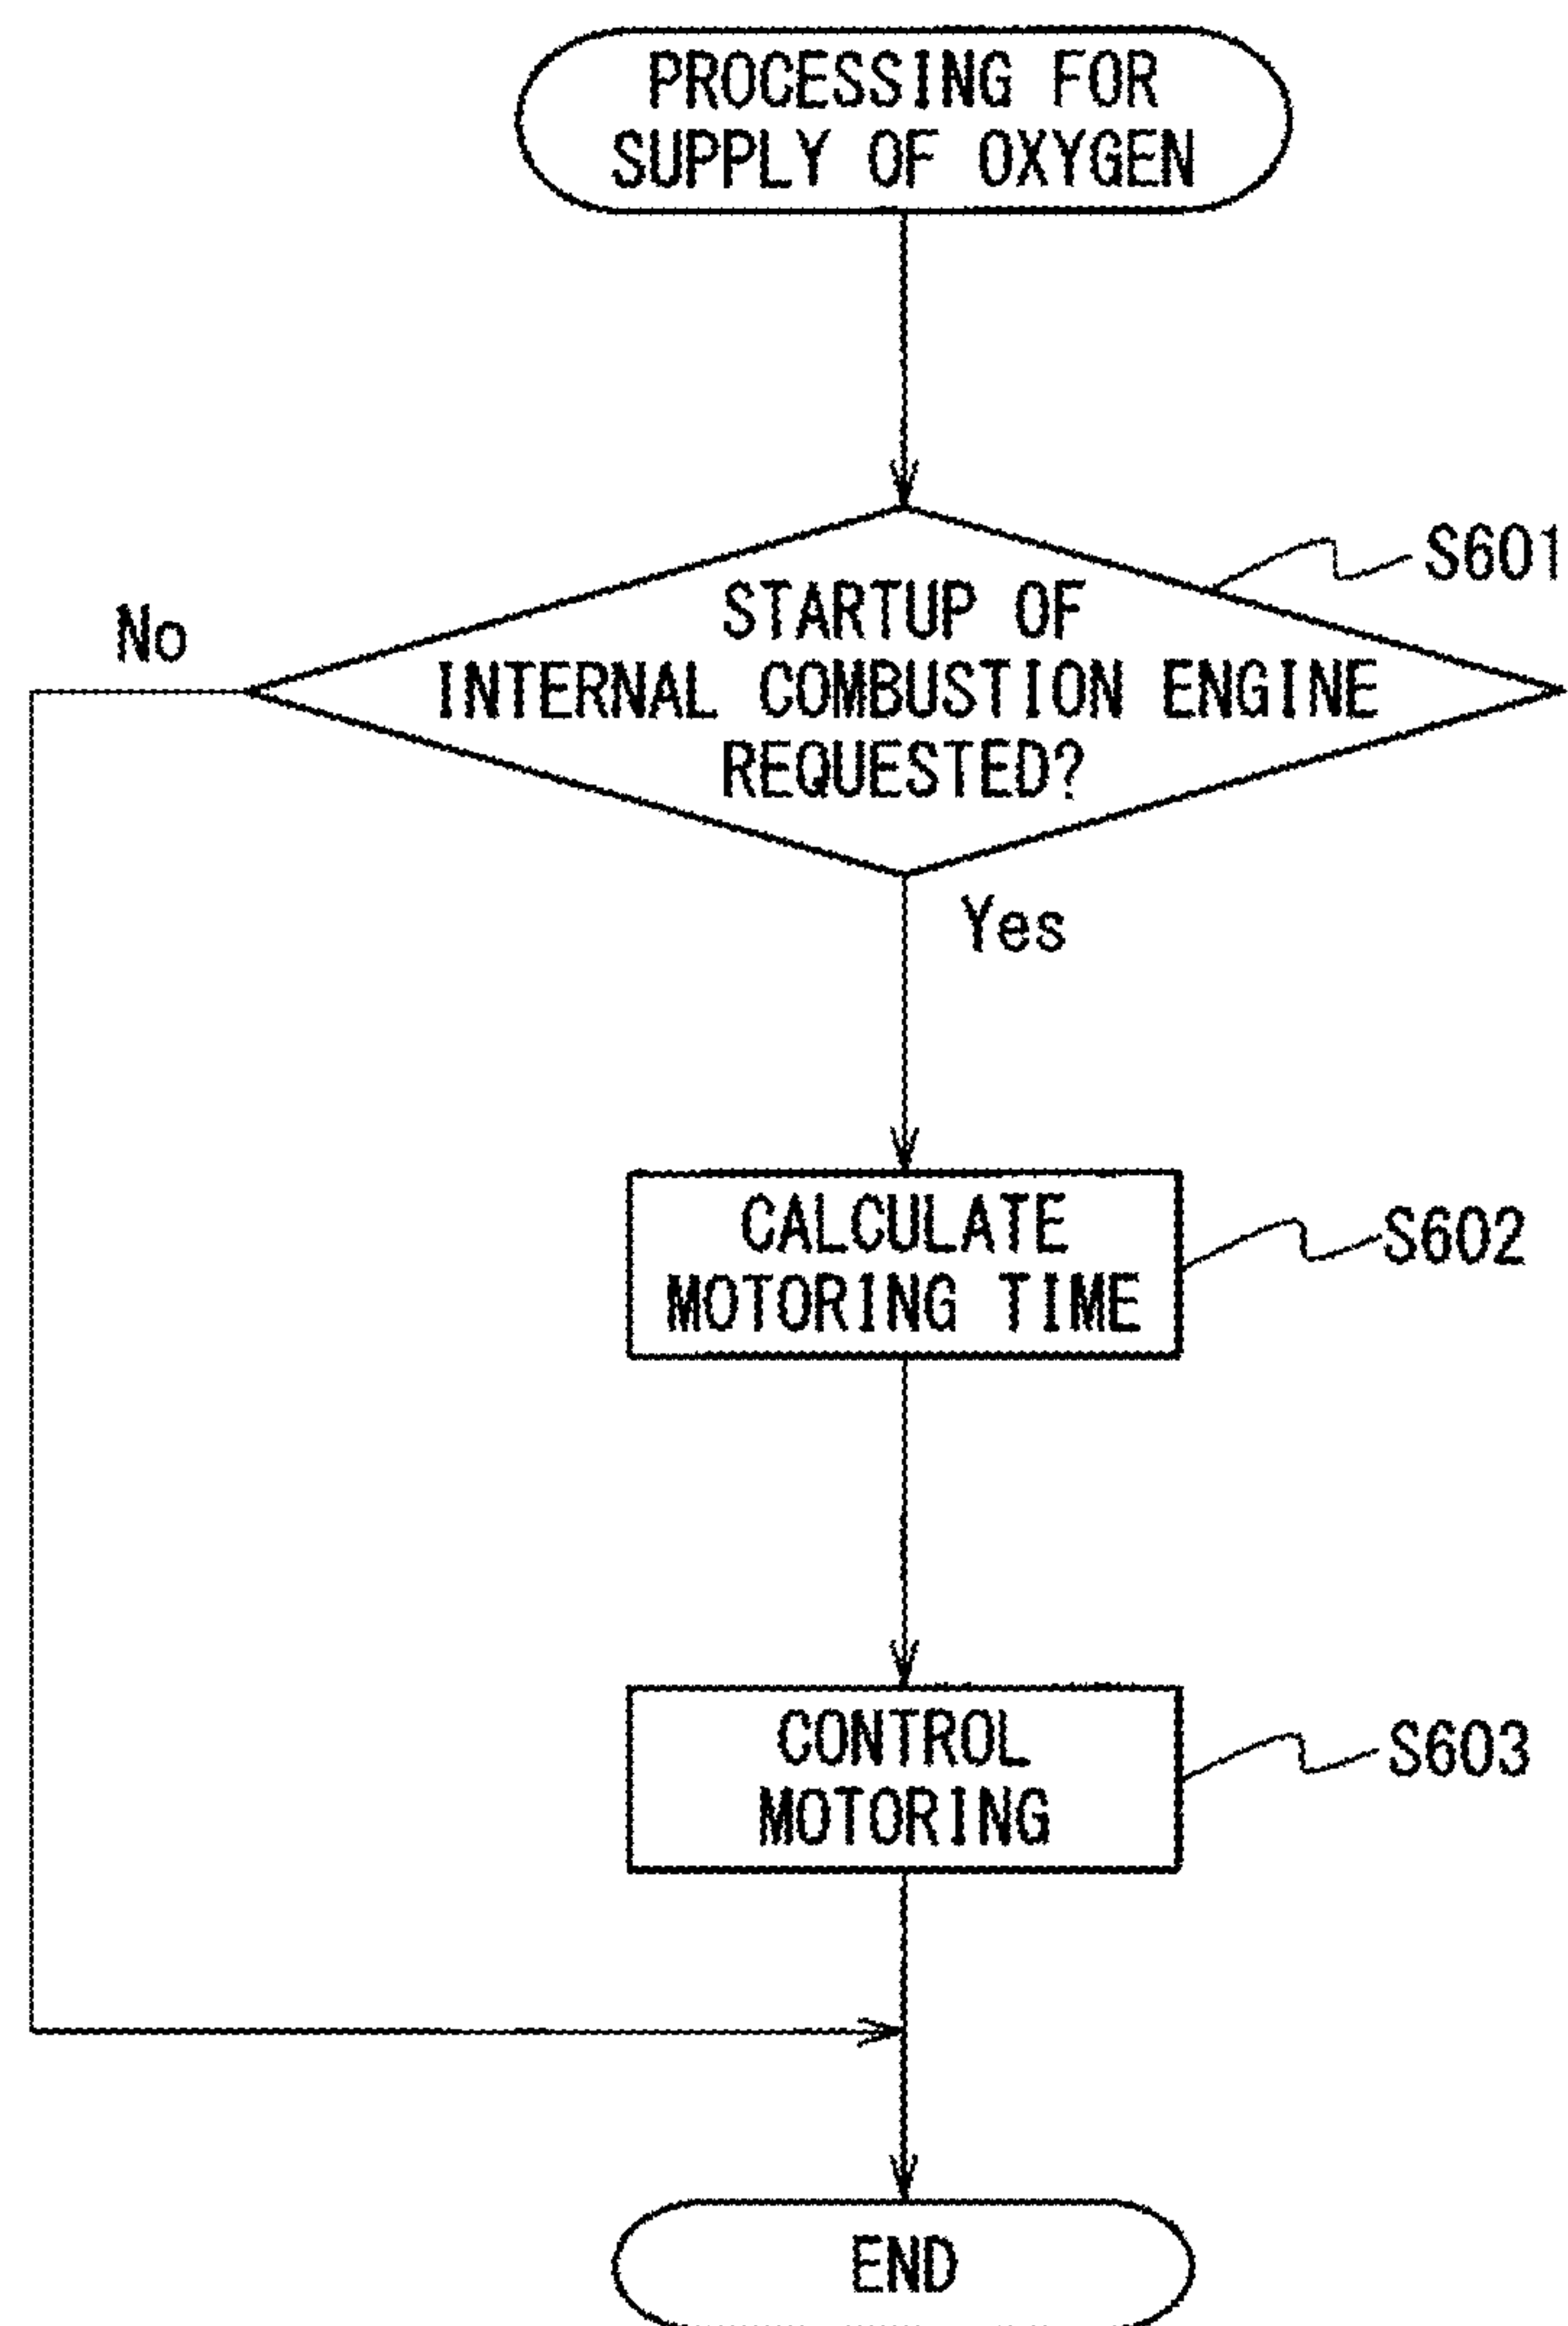 PROCESSING FOR
SUPPLY OF OXYGEN
S601
STARTUP OF
INTERNAL COMBUSTION ENGINE
REQUESTED?
No
Yes
CALCULATE
MOTORING TIME
S602
CONTROL
MOTORING
S603
END